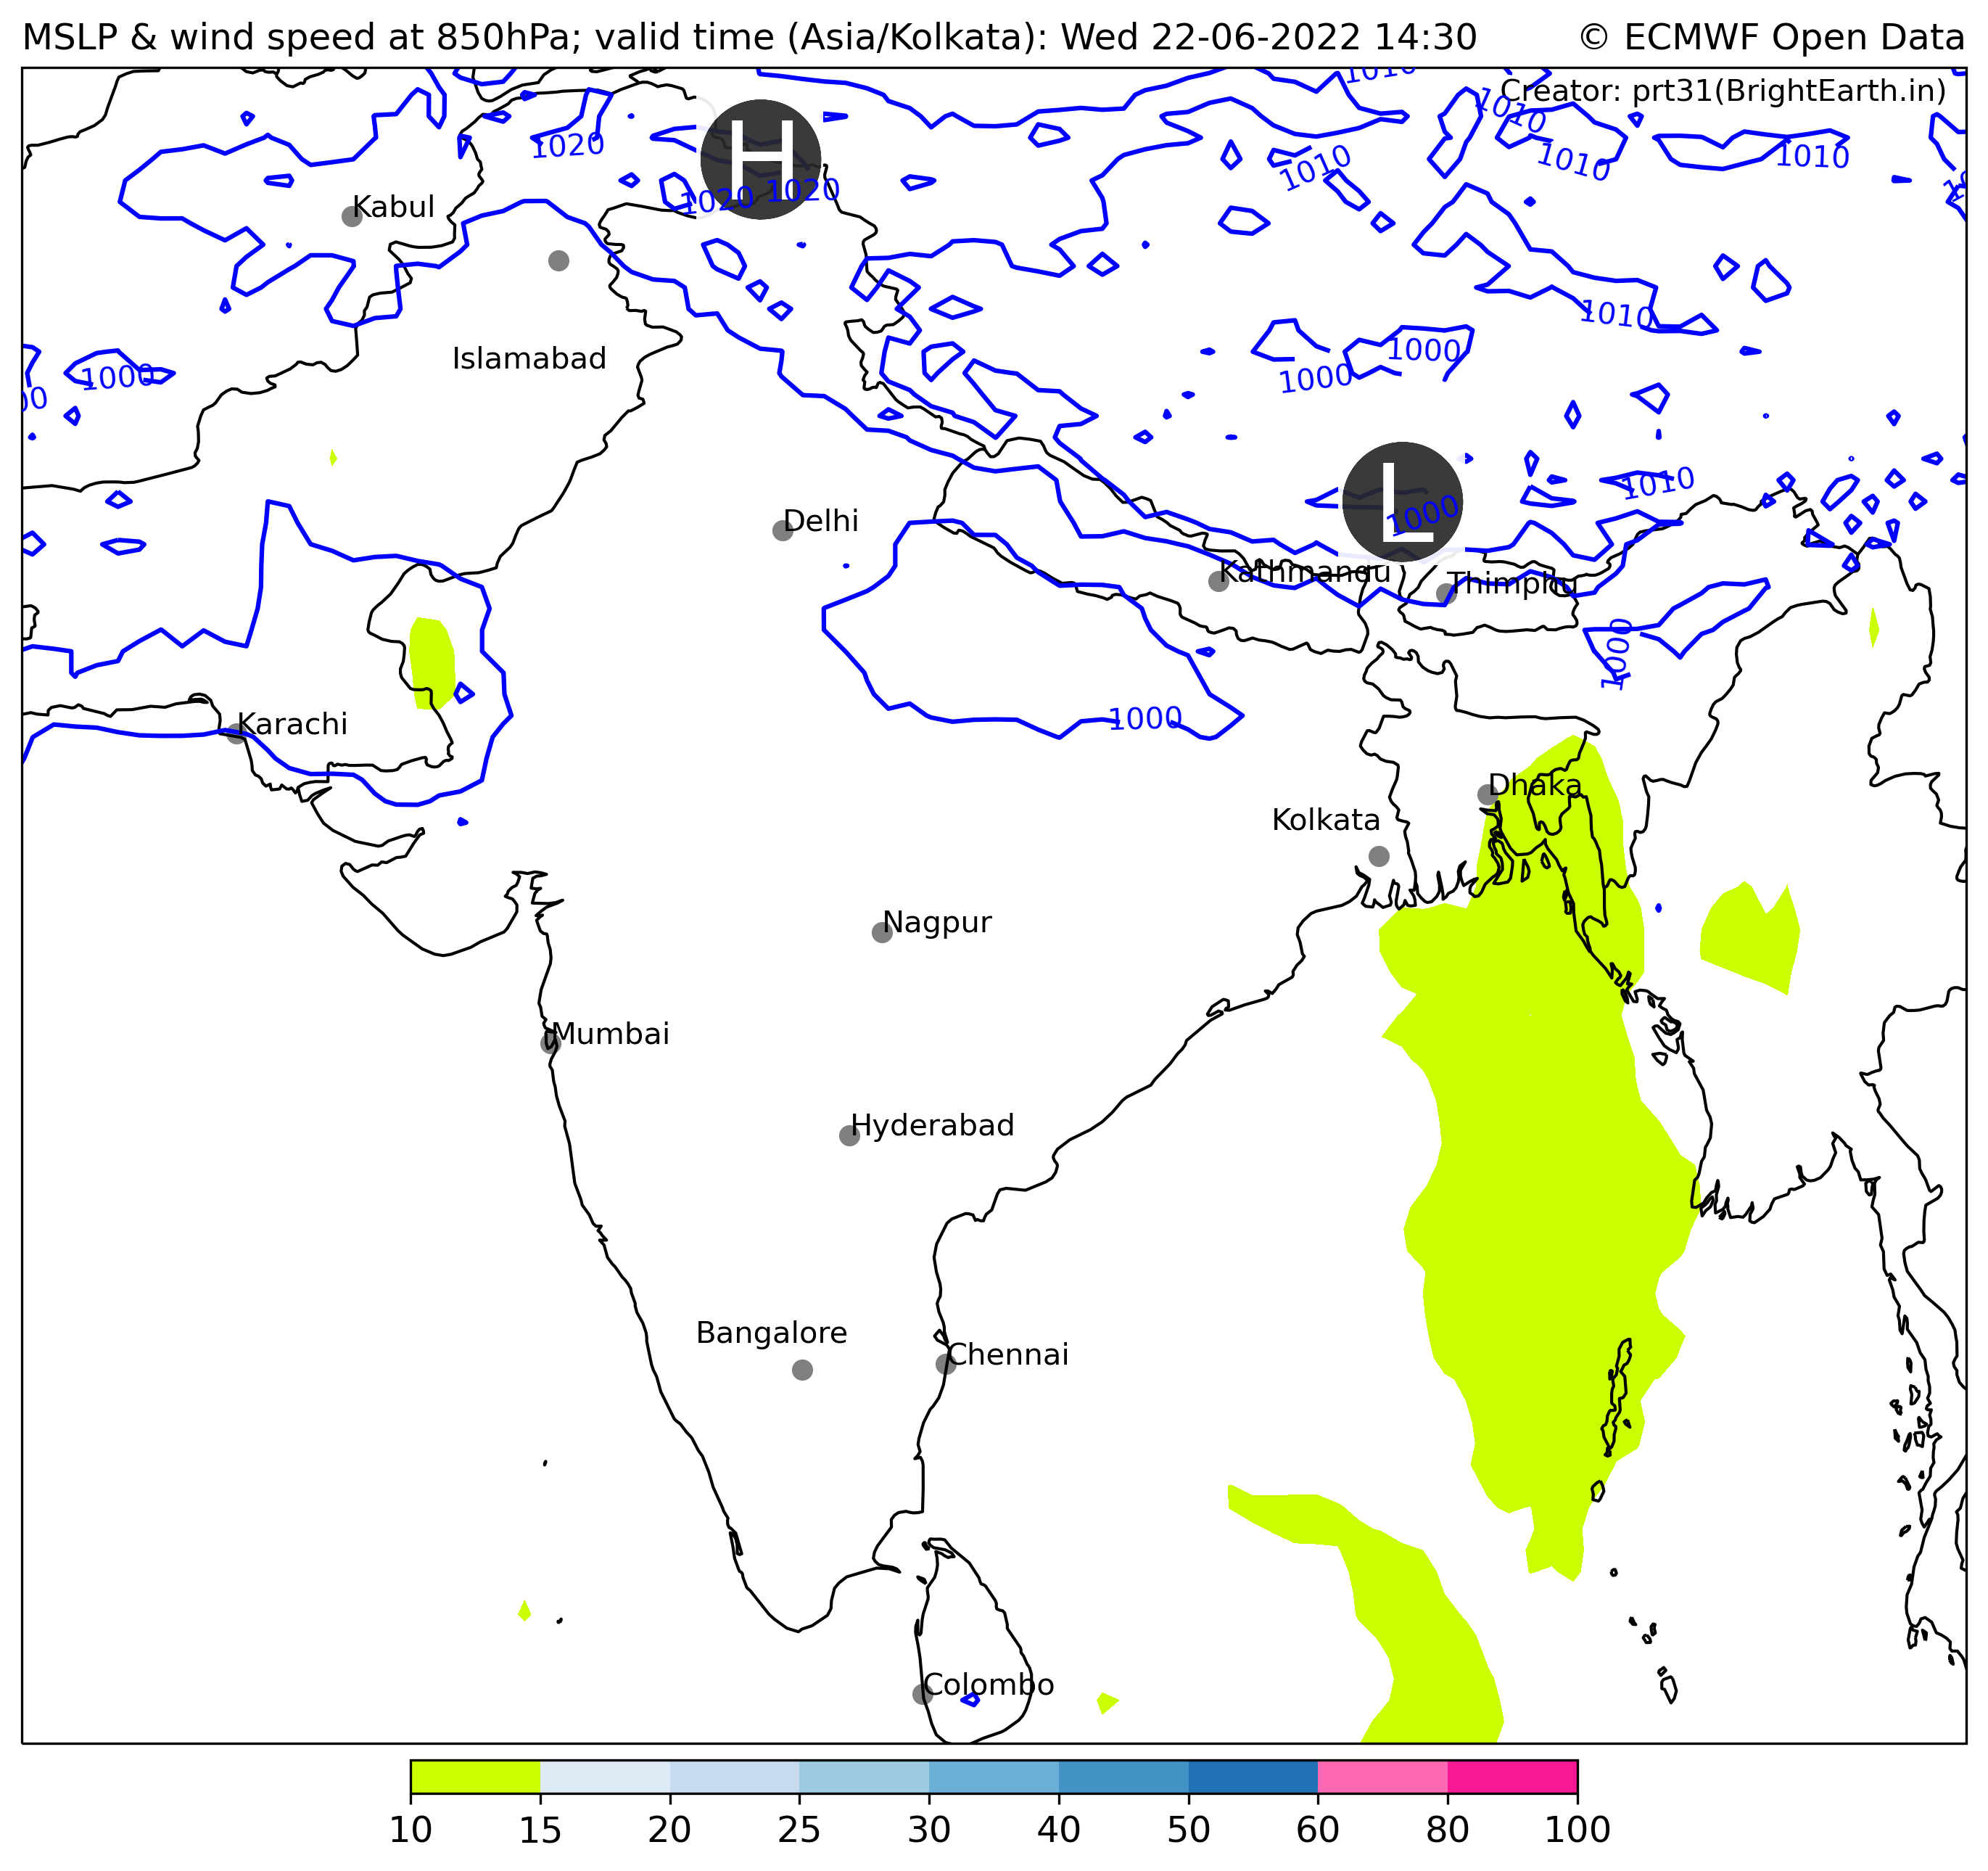 MSLP & wind speed at 850hPa; valid time (Asia/Kolkata): Wed 22-06-2022 14:30
© ECMWF Open Data
1010
Creator: prt31(BrightEarth.in)
1010
H
1020
1010
1010
1010
1020
1020
Kabul
1010
1000
Islamabad
1000
1000
00
1010
L
1000
Delhi
Kathmandu
Thimphu
1000
1000
Karachi
Dhaka
Kolkata
Nagpur
Mumbai
Hyderabad
Bangalore
Chennai
Colombo
10 15 20 25 30 40 50 60 80 100